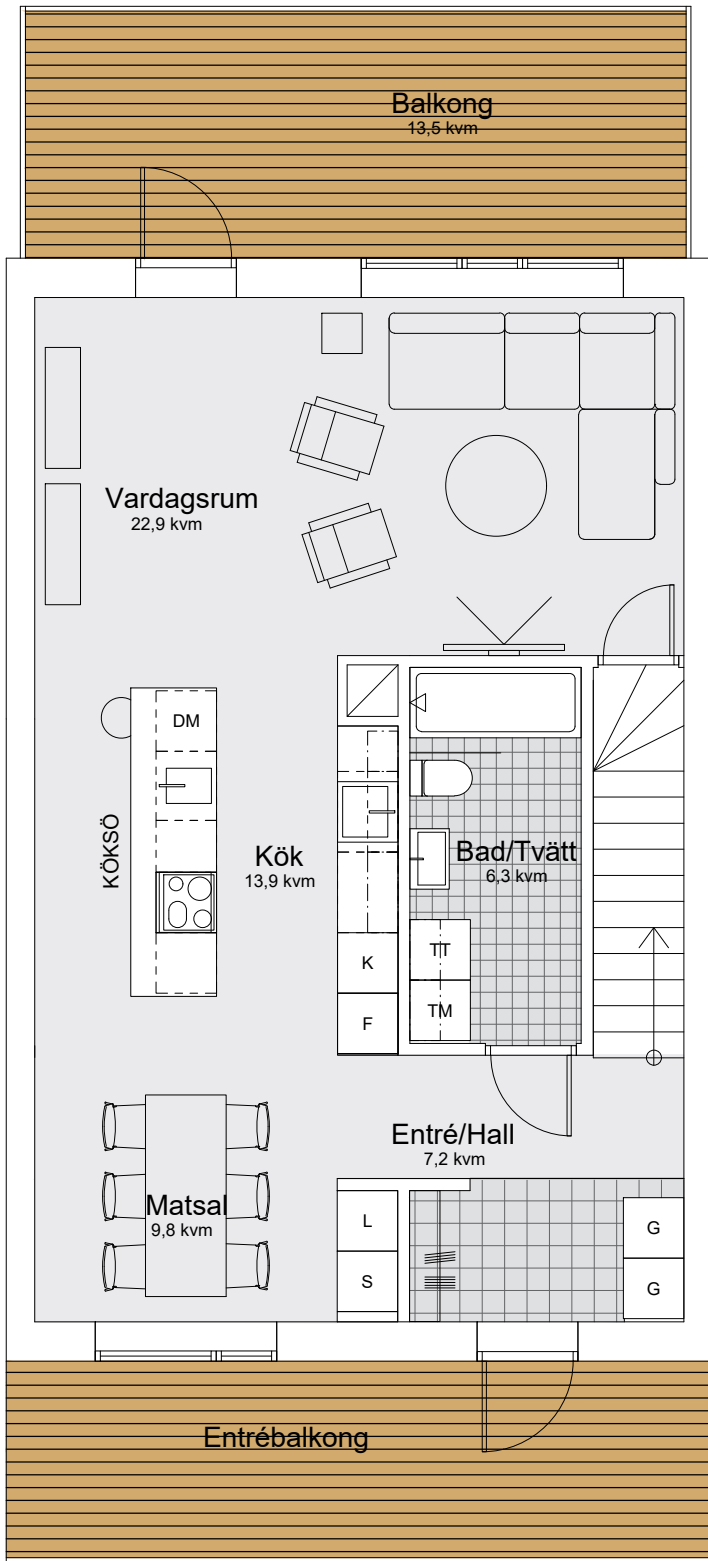 Balkong
13,5 kvm
Vardagsrum
22,9 kvm
DM
KÖKSÖ
Kök
13,9 kvm
Bad/Tvätt
6,3 kvm
TT
K
TM
F
Entré/Hall
7,2 kvm
Matsal
9,8 kvm
L
G
S
G
Entrébalkong